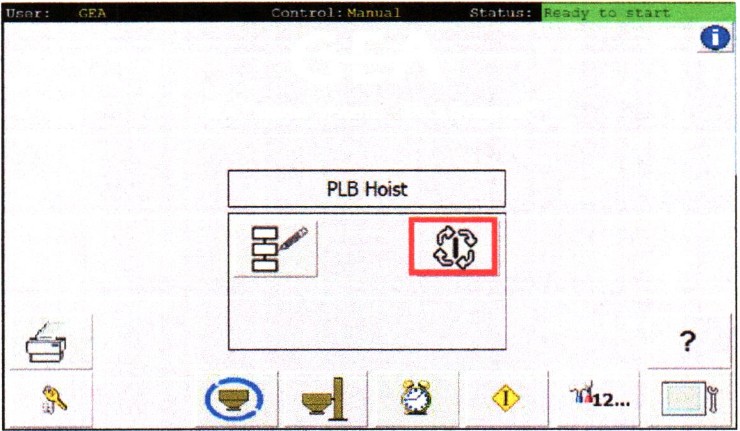 User: GEA Control: Manual Status: Ready to start
i
PLB Hoist
?
I
12...